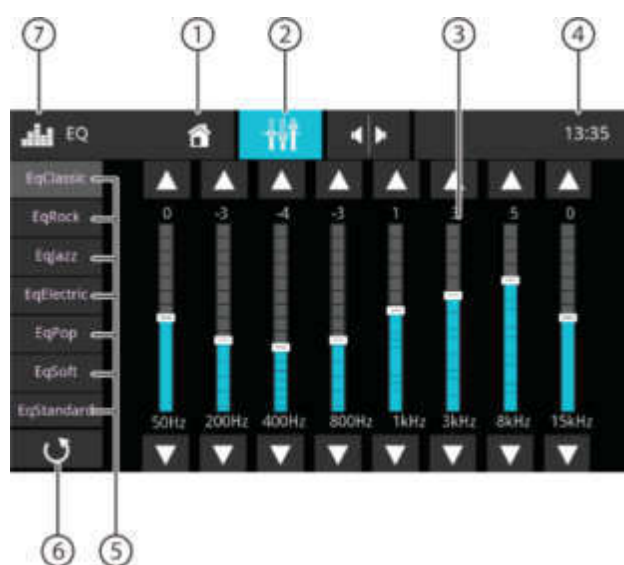 7 1 2 3 4
EQ 13:35
EqClassic
0 -3 -4 -3 1 3 5 0
EqRock
EqJazz
EqElectric
EqPop
EqSoft
EqStandard
50Hz 200Hz 400Hz 800Hz 1kHz 3kHz 8kHz 15kHz
6 5